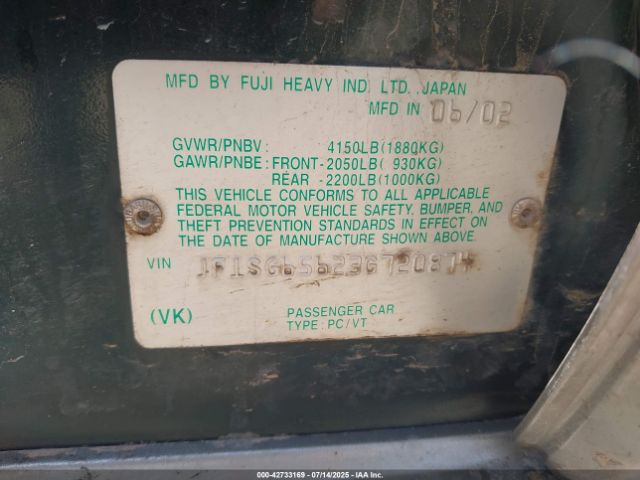 MFD BY FUJI HEAVY IND. LTD. JAPAN
MFD IN 06/02
GVWR/PNBV : 4150LB(1880KG)
GAWR/PNBE: FRONT-2050LB( 930KG)
REAR -2200LB(1000KG)
THIS VEHICLE CONFORMS TO ALL APPLICABLE
FEDERAL MOTOR VEHICLE SAFETY, BUMPER, AND
THEFT PREVENTION STANDARDS IN EFFECT ON
THE DATE OF MANUFACTURE SHOWN ABOVE.
VIN
(VK)
PASSENGER CAR
TYPE: PC/VT
000-42733169 - 07/14/2025 - IAAI.com